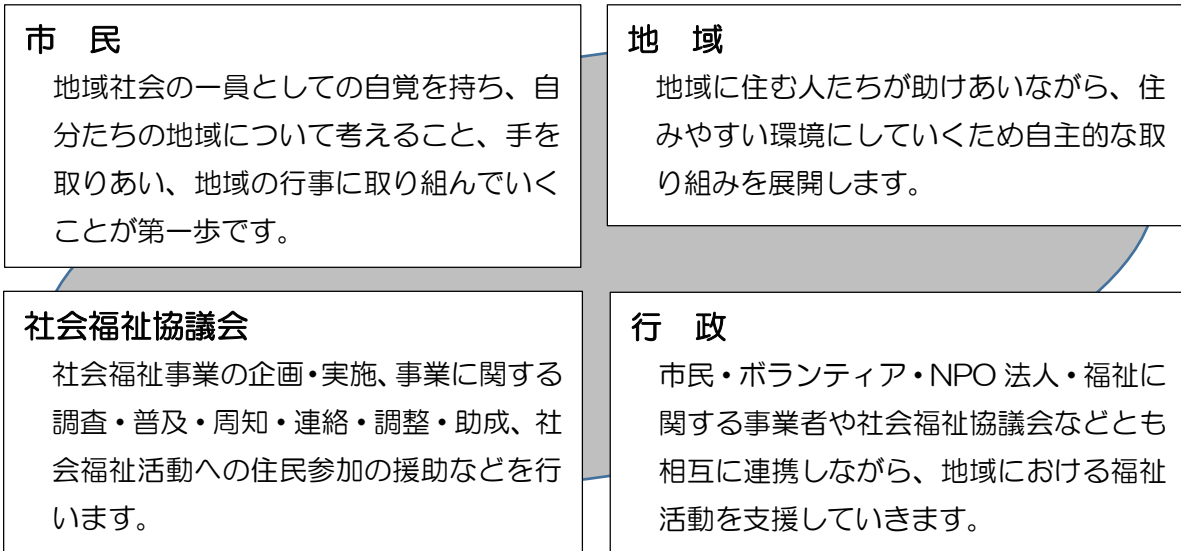 市　民
地域社会の一員としての自覚を持ち、自
分たちの地域について考えること、手を
取りあい、地域の行事に取り組んでいく
ことが第一歩です。
地　域
地域に住む人たちが助けあいながら、住
みやすい環境にしていくため自主的な取
り組みを展開します。
社会福祉協議会
社会福祉事業の企画・実施、事業に関する
調査・普及・周知・連絡・調整・助成、社
会福祉活動への住民参加の援助などを行
います。
行　政
市民・ボランティア・NPO 法人・福祉に
関する事業者や社会福祉協議会などとも
相互に連携しながら、地域における福祉
活動を支援していきます。